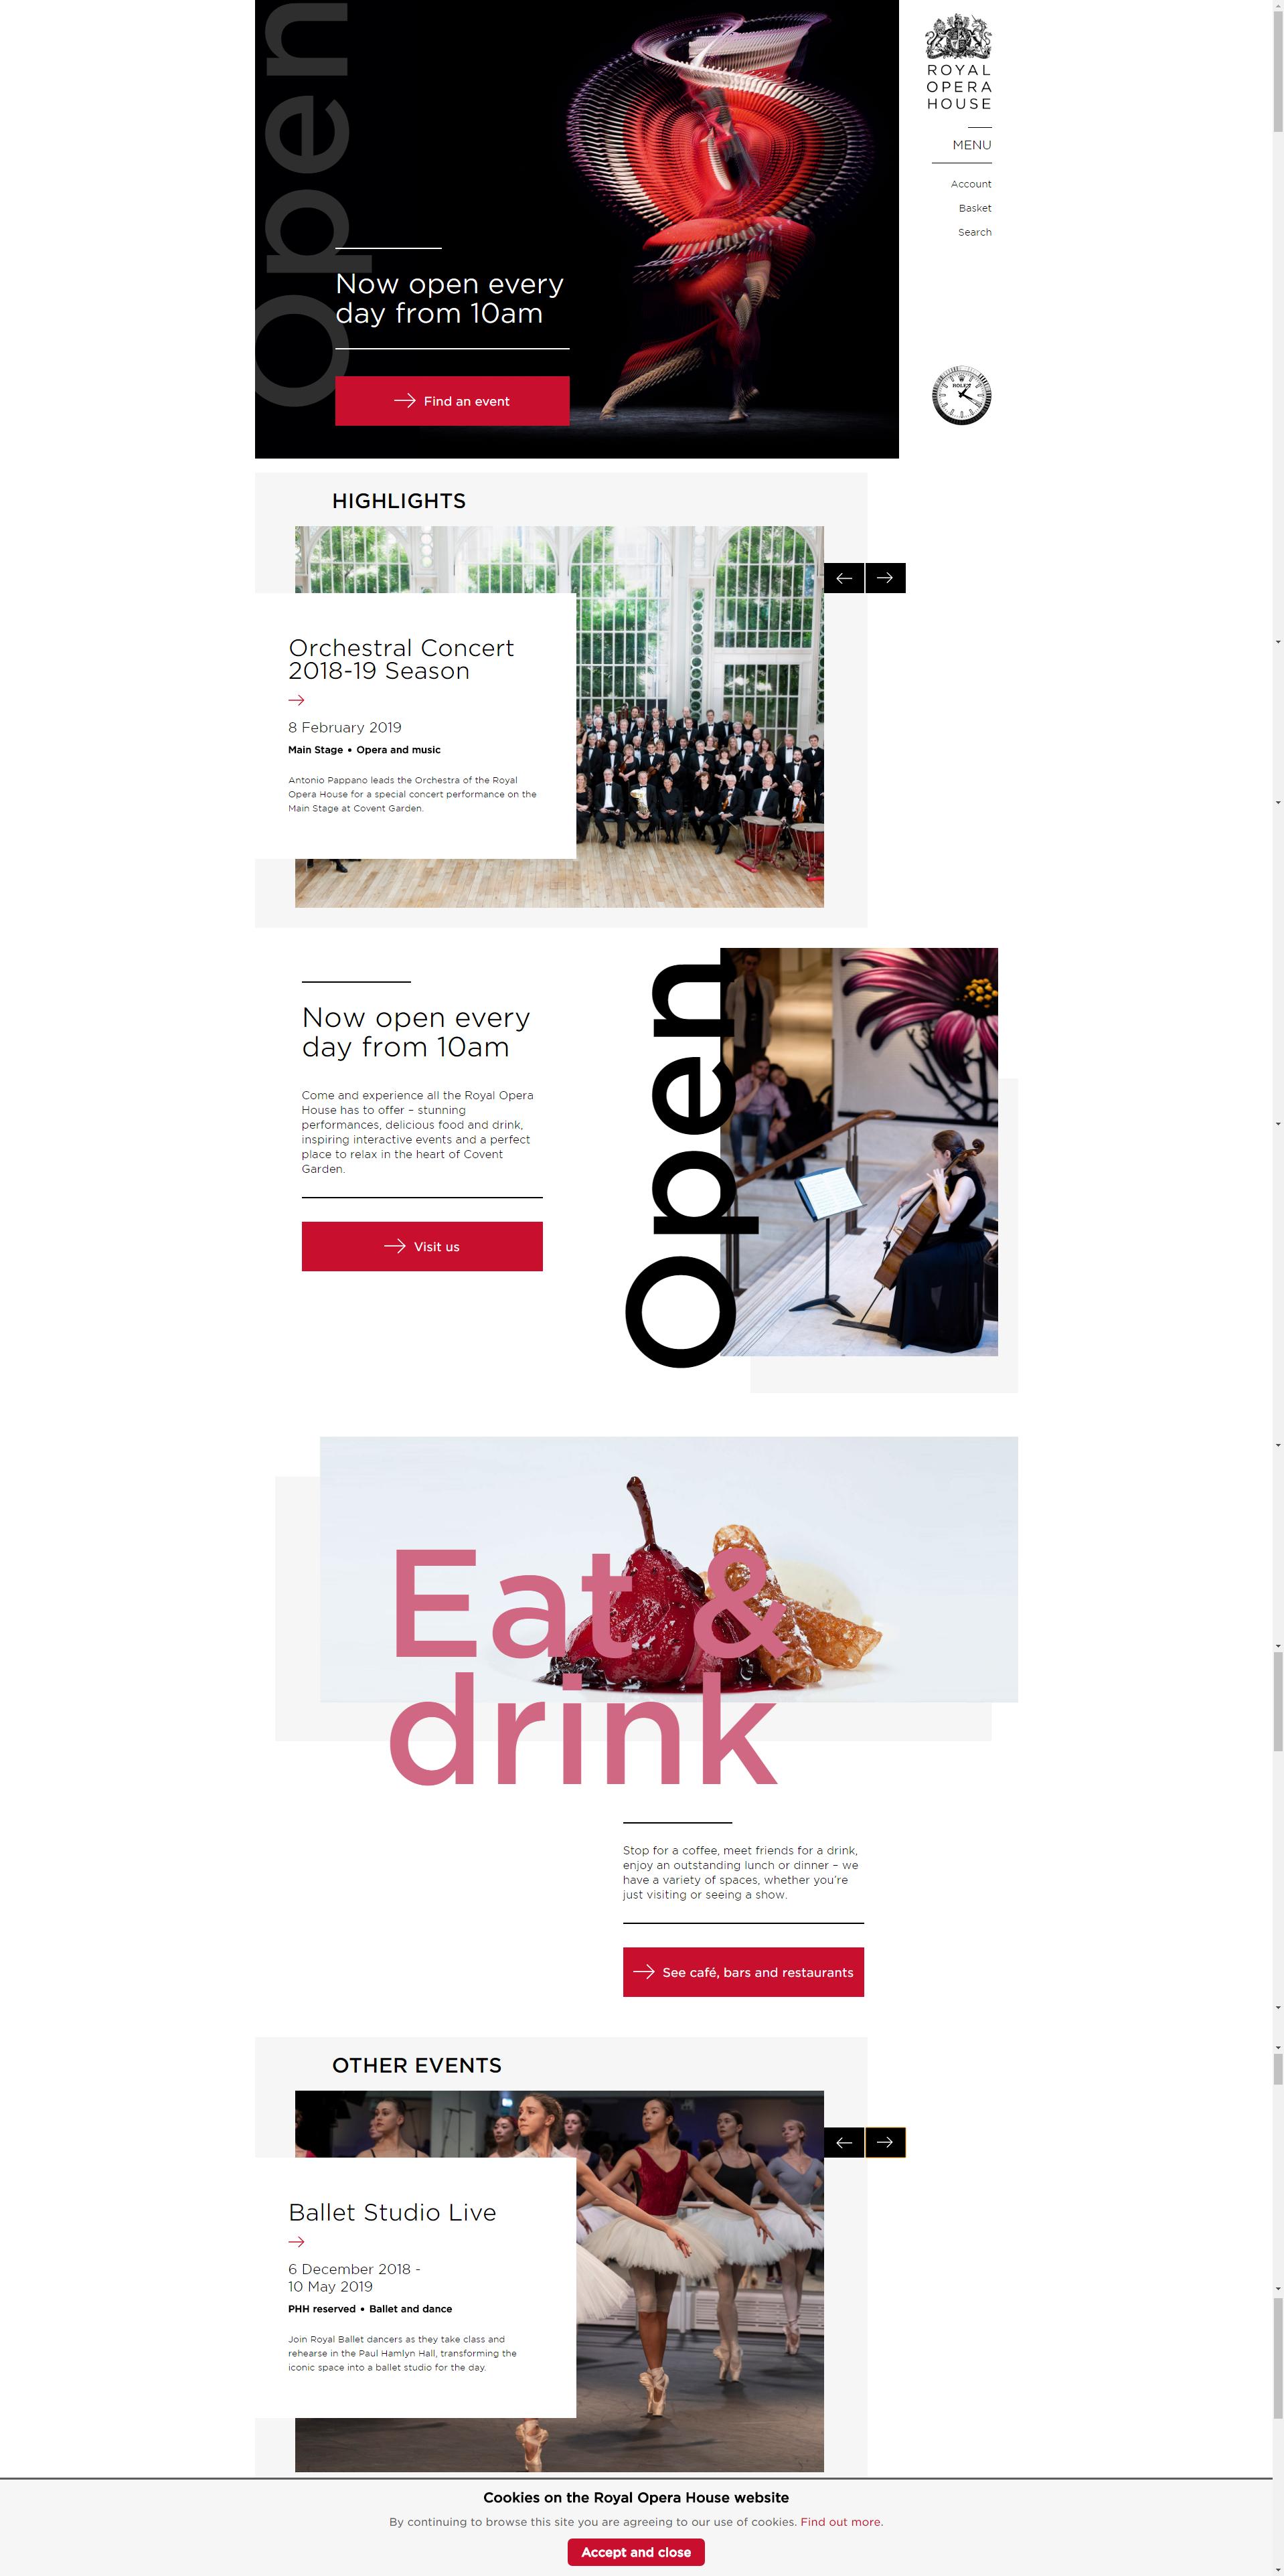 Open
ROYAL
OPERA
HOUSE
MENU
Account
Basket
Search
Now open every
day from 10am
Find an event
ROLEX
HIGHLIGHTS
Orchestral Concert
2018-19 Season
8 February 2019
Main Stage • Opera and music
Antonio Pappano leads the Orchestra of the Royal
Opera House for a special concert performance on the
Main Stage at Covent Garden.
Now open every
day from 10am
Come and experience all the Royal Opera
House has to offer – stunning
performances, delicious food and drink,
inspiring interactive events and a perfect
place to relax in the heart of Covent
Garden.
Visit us
Open
Eat &
drink
Stop for a coffee, meet friends for a drink,
enjoy an outstanding lunch or dinner – we
have a variety of spaces, whether you're
just visiting or seeing a show.
See café, bars and restaurants
OTHER EVENTS
Ballet Studio Live
6 December 2018 -
10 May 2019
PHH reserved • Ballet and dance
Join Royal Ballet dancers as they take class and
rehearse in the Paul Hamlyn Hall, transforming the
iconic space into a ballet studio for the day.
Cookies on the Royal Opera House website
By continuing to browse this site you are agreeing to our use of cookies. Find out more.
Accept and close